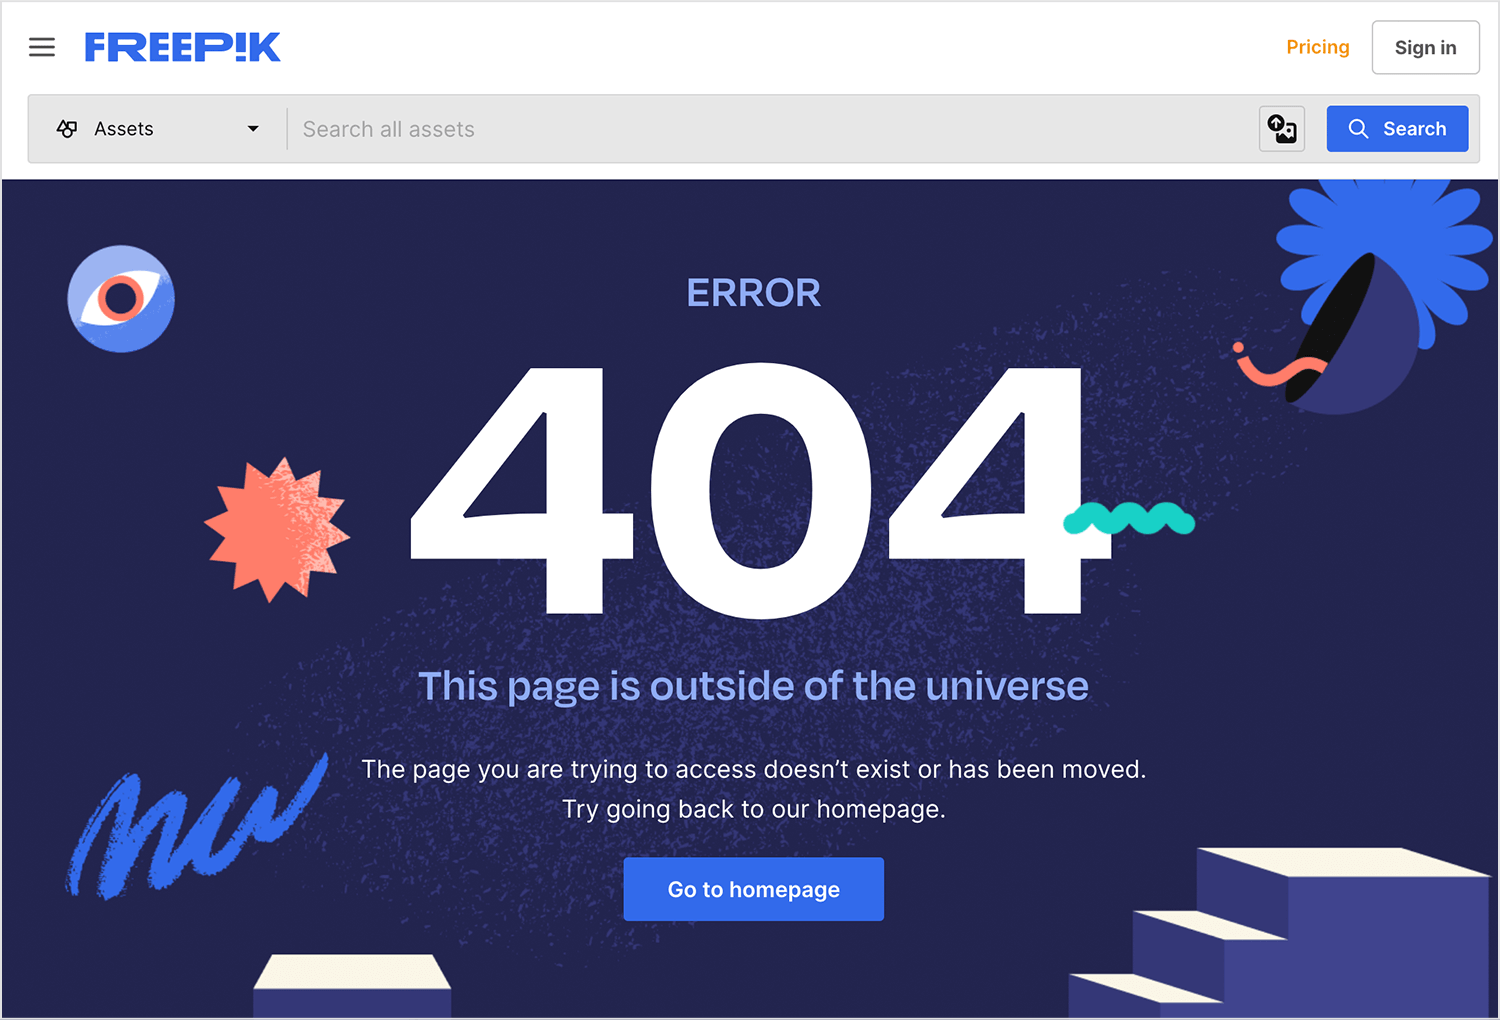 FREEP!K
Pricing
Sign in
Assets
Search all assets
Search
ERROR
404
This page is outside of the universe
The page you are trying to access doesn’t exist or has been moved.
Try going back to our homepage.
Go to homepage